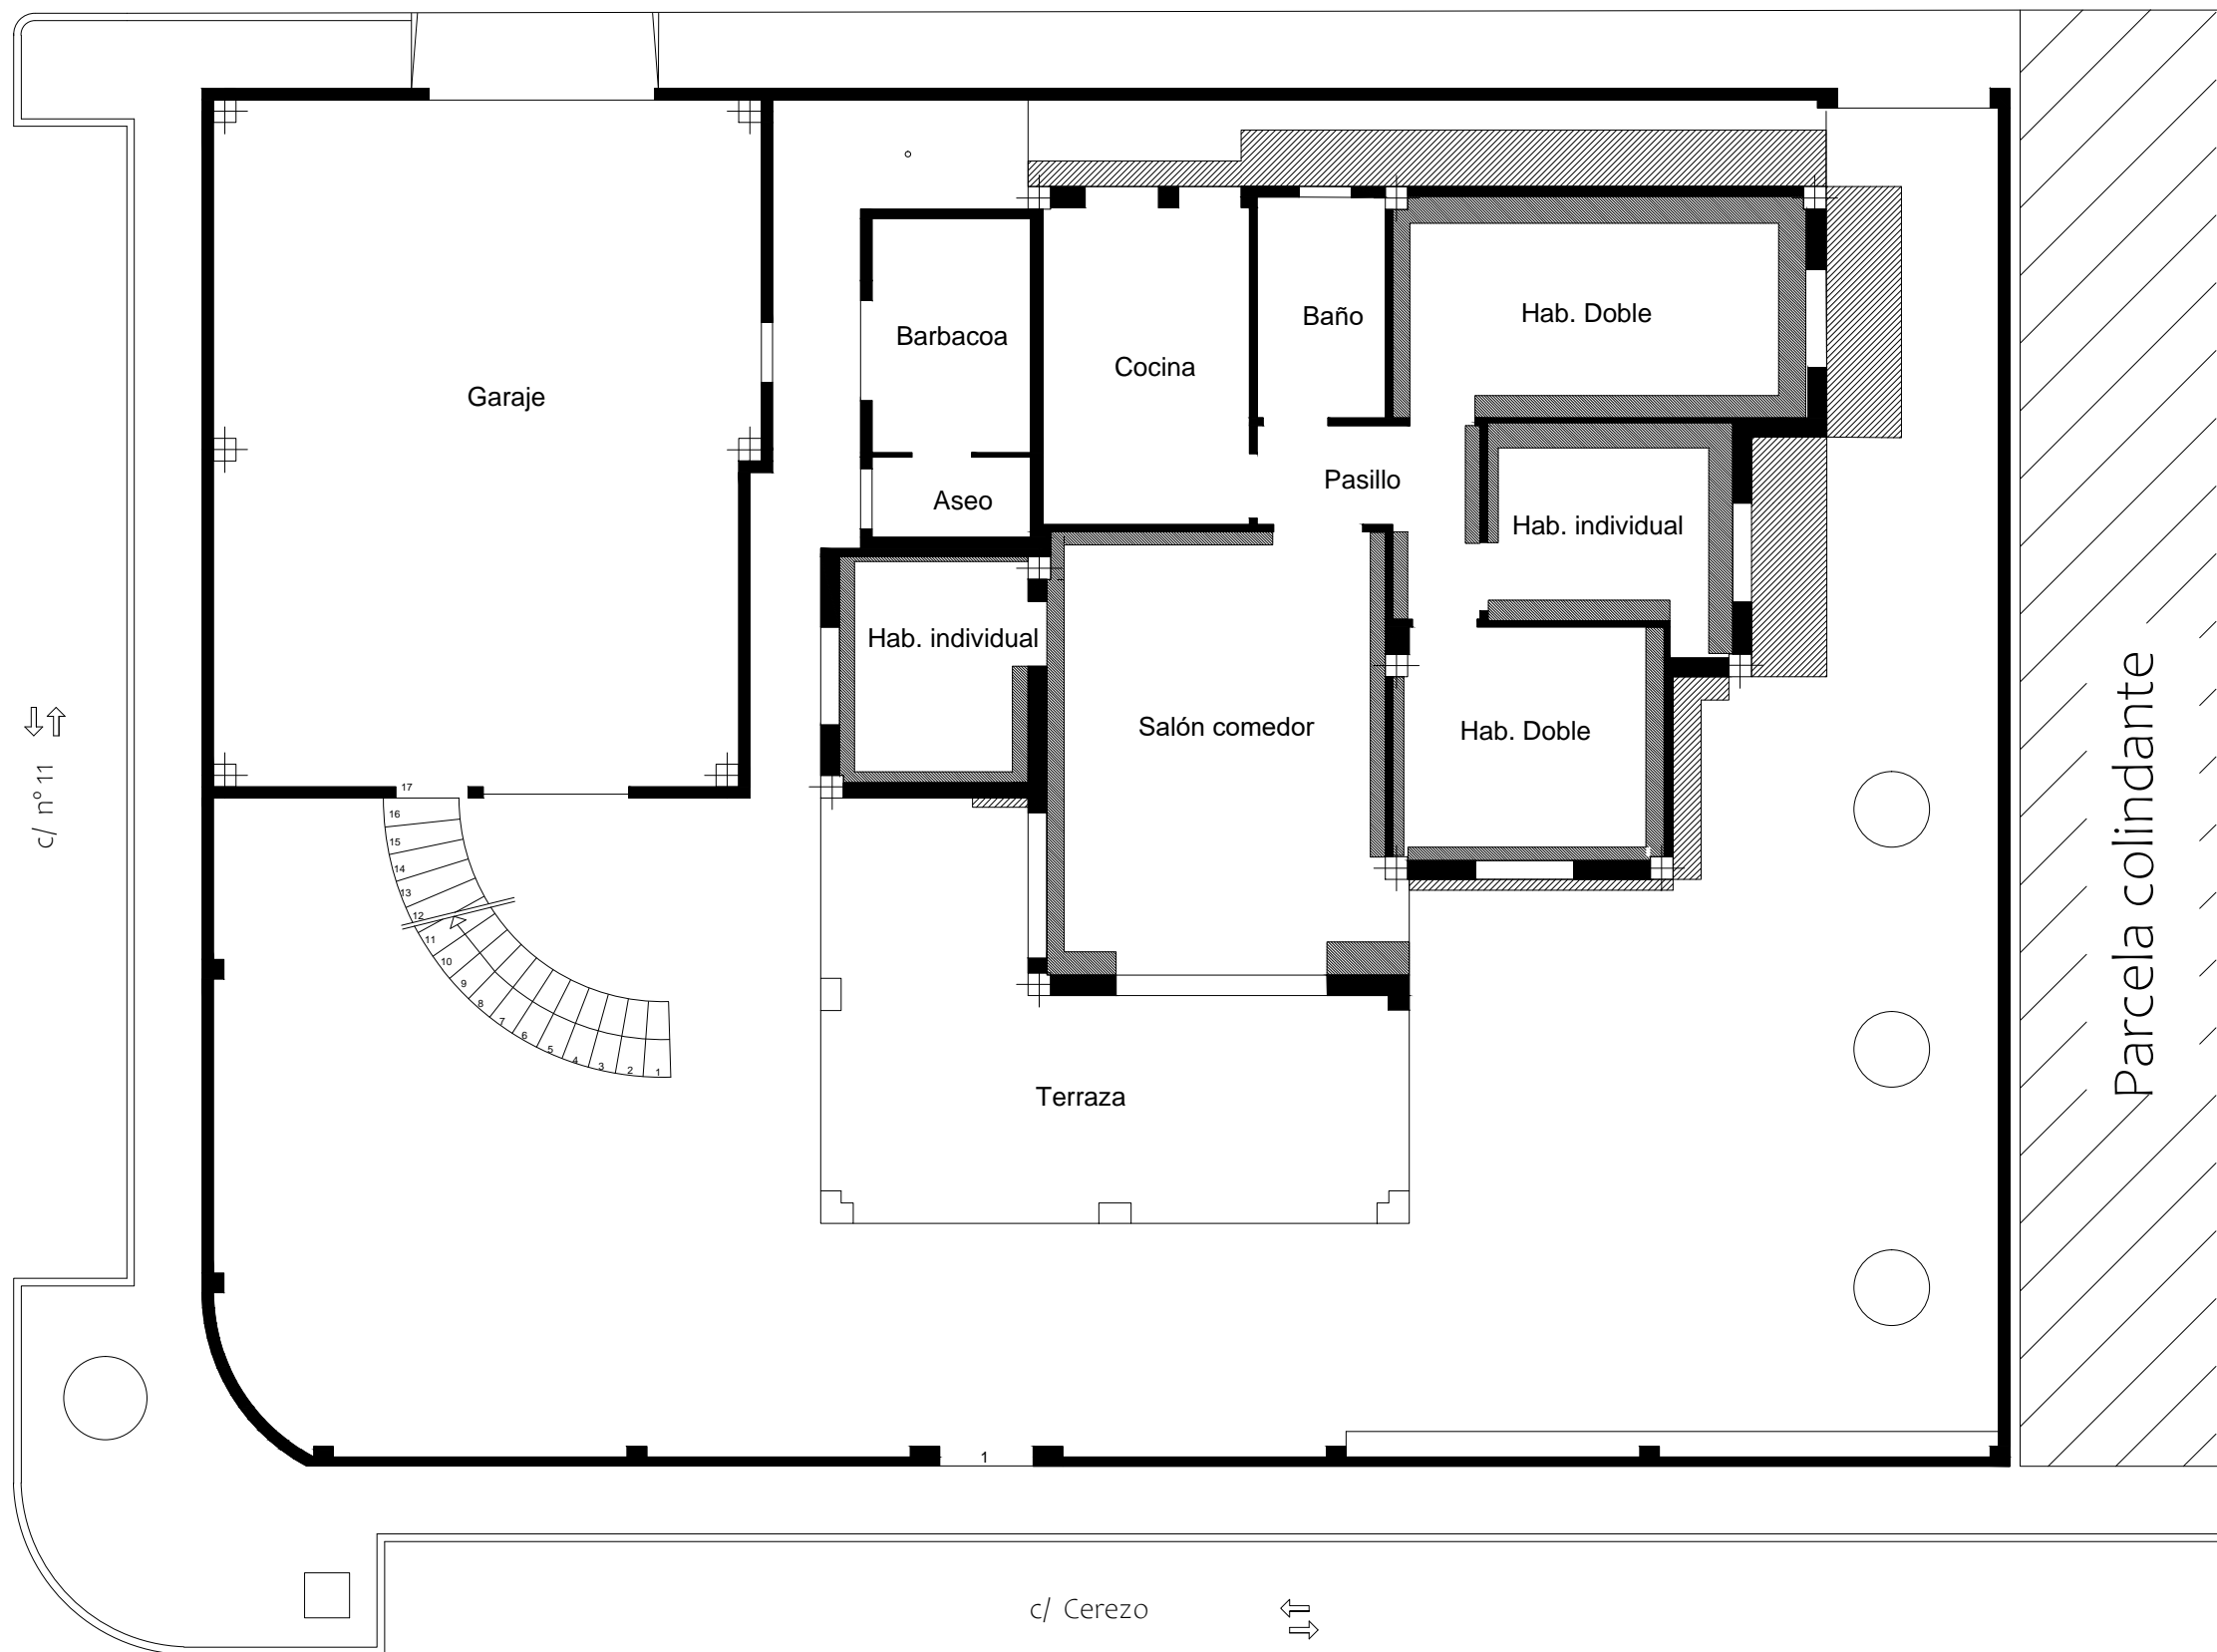 Baño
Hab. Doble
Barbacoa
Cocina
Garaje
Pasillo
Aseo
Hab. individual
Hab. individual
Salón comedor
Hab. Doble
c/ nº 11
Parcela colindante
17
16
15
14
13
12
11
10
9
8
7
6
5
4
3
2
1
Terraza
1
c/ Cerezo